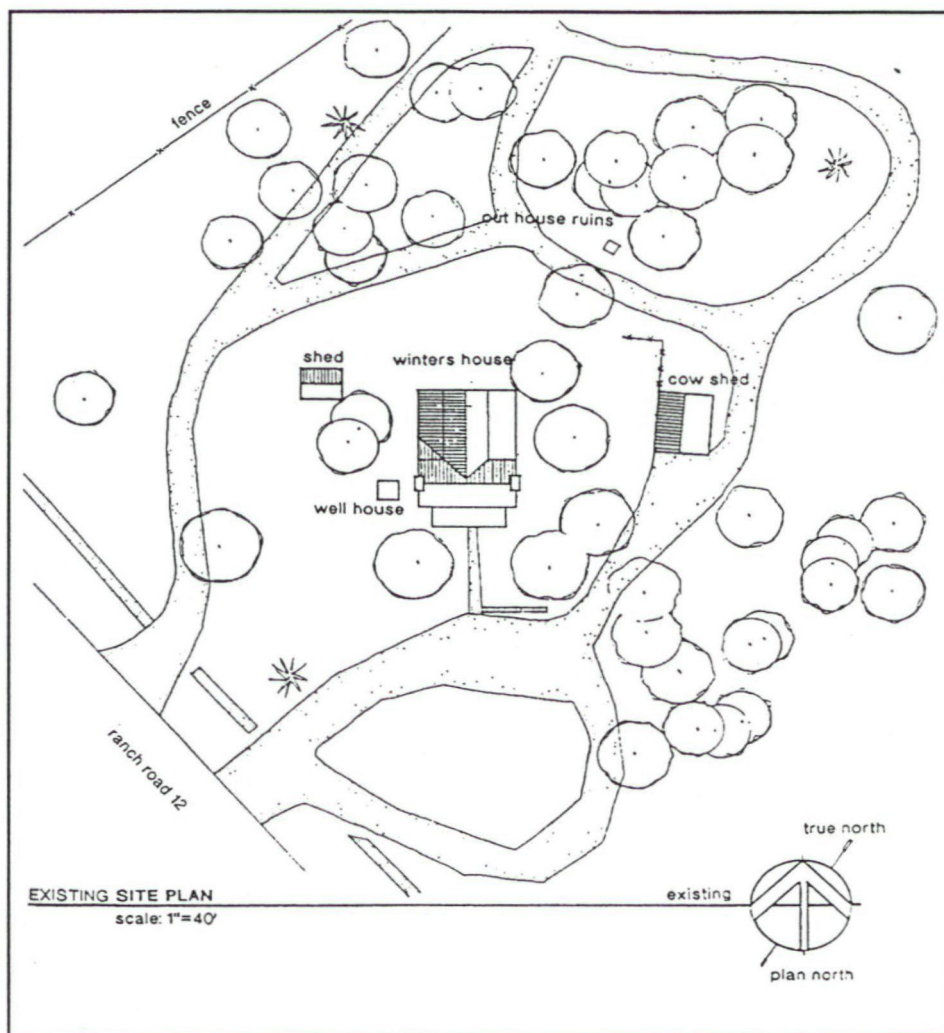 fence
out house ruins
shed
winters house
cow shed
well house
ranch road 12
true north
EXISTING SITE PLAN
existing
scale: 1"=40'
plan north